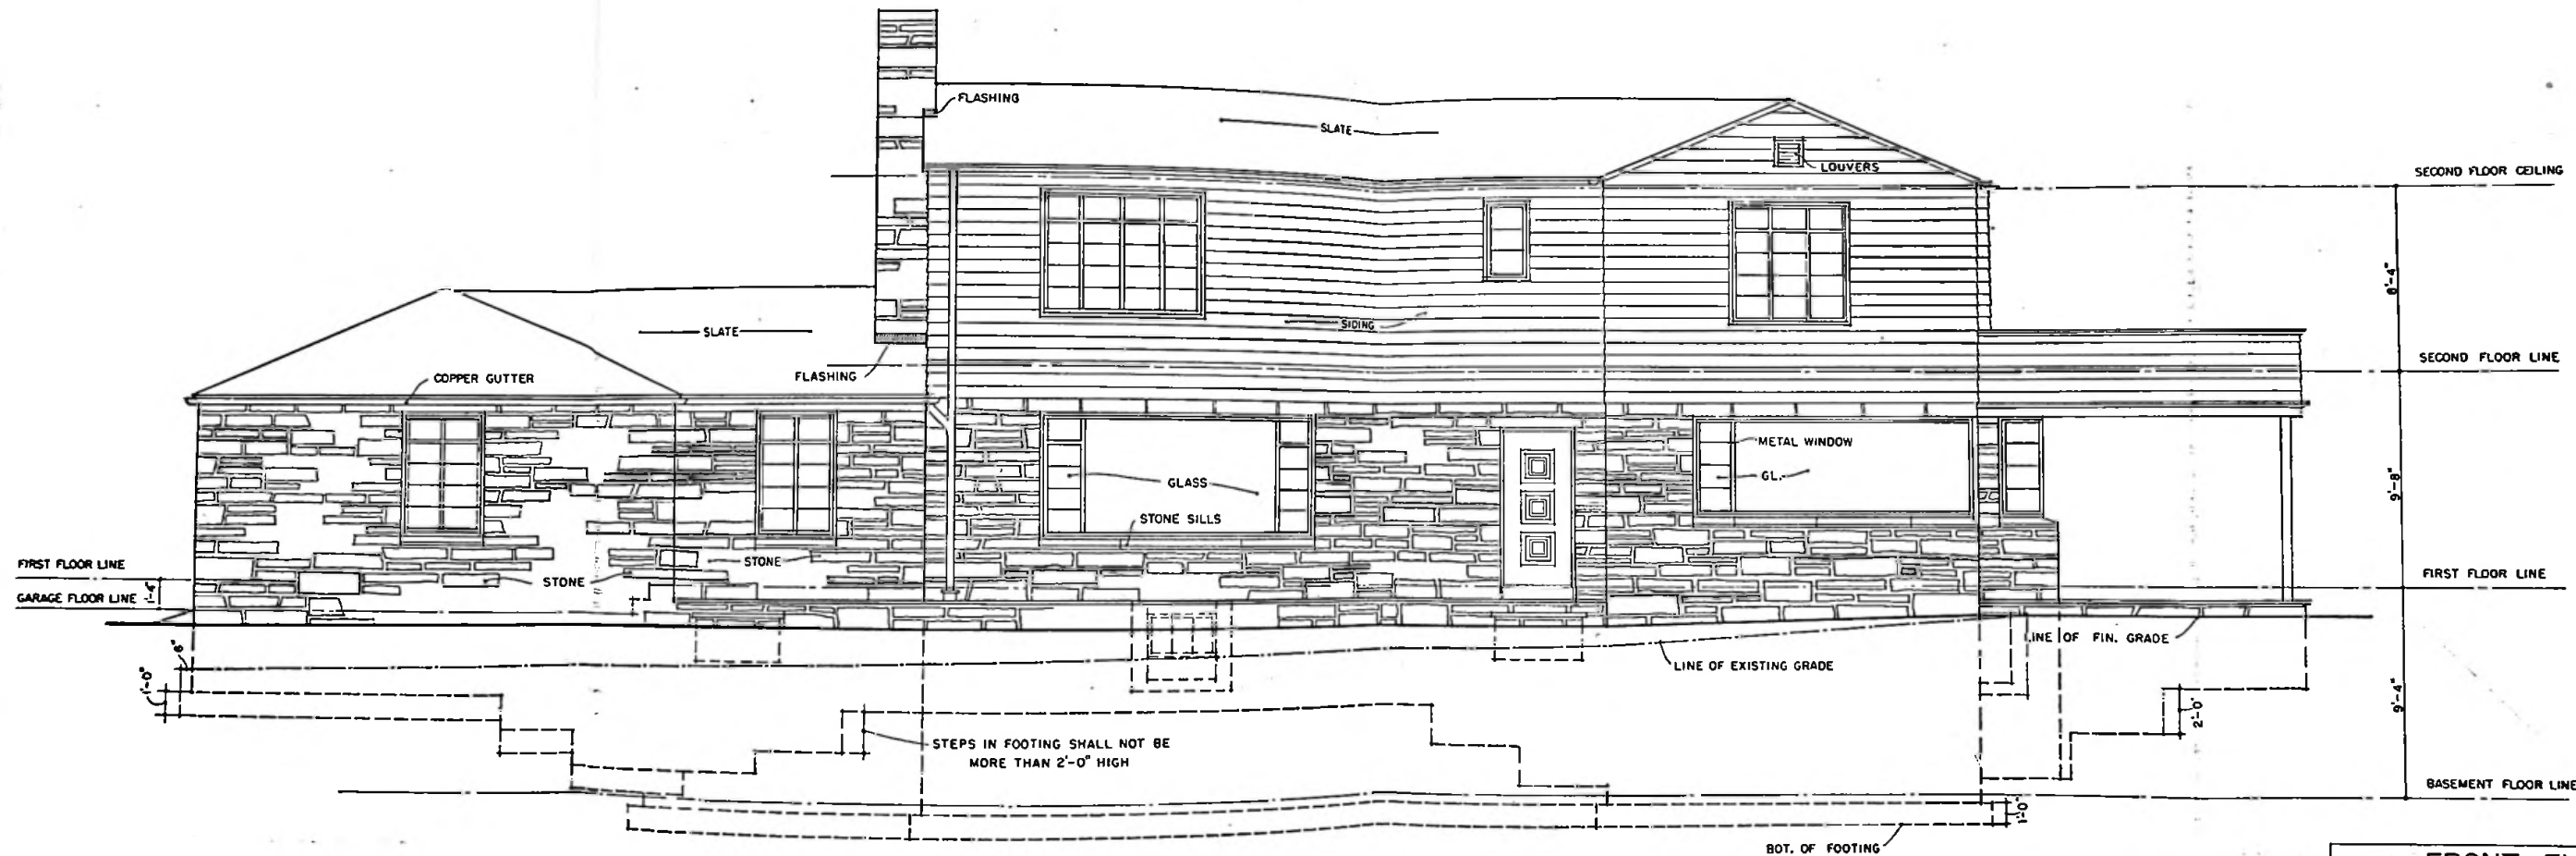 FLASHING
SLATE
LOUVERS
SECOND FLOOR CEILING
8'-4"
SLATE
SIDING
SECOND FLOOR LINE
COPPER GUTTER
FLASHING
METAL WINDOW
GL.
GLASS
9'-8"
STONE SILLS
FIRST FLOOR LINE
STONE
STONE
FIRST FLOOR LINE
GARAGE FLOOR LINE
1'-4"
LINE OF FIN. GRADE
LINE OF EXISTING GRADE
6"
1'-0"
9'-4"
2'-0"
STEPS IN FOOTING SHALL NOT BE
MORE THAN 2'-0" HIGH
BASEMENT FLOOR LINE
1'-0"
BOT. OF FOOTING
FRONT